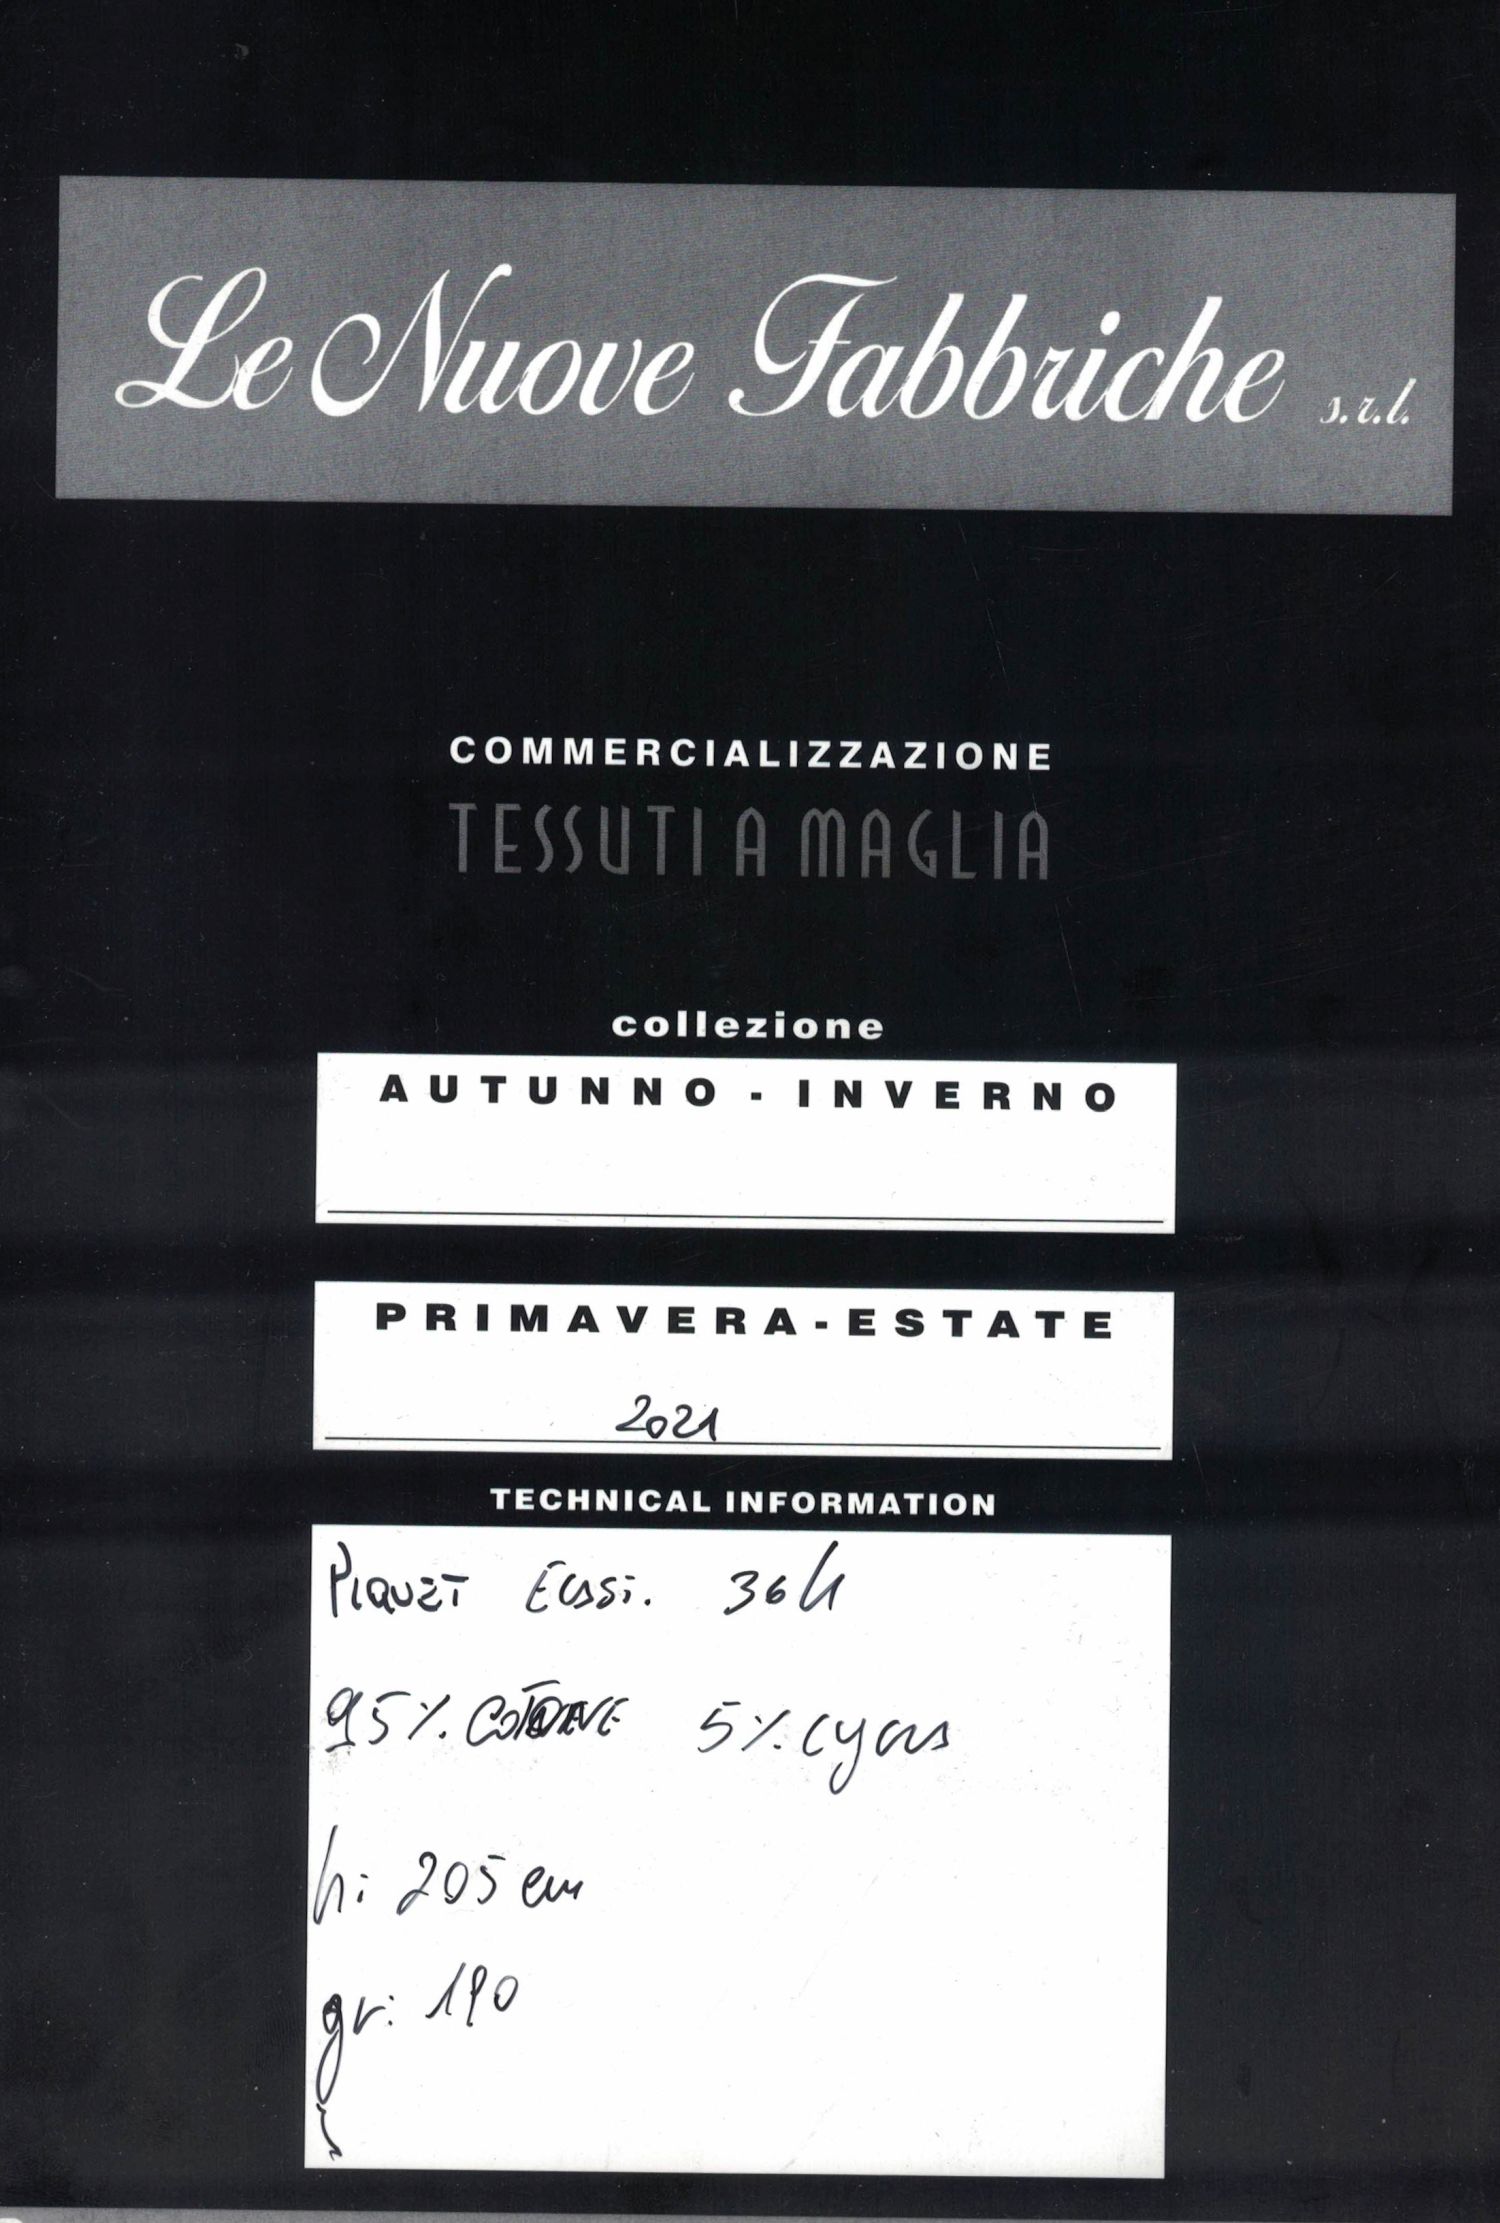 Le Nuove Fabbriche s.r.l.
COMMERCIALIZZAZIONE
TESSUTI A MAGLIA
collezione
AUTUNNO - INVERNO
PRIMAVERA - ESTATE
2021
TECHNICAL INFORMATION
PIQUET
95% COTONE 5% Lycra
h: 205 cm
gr: 190